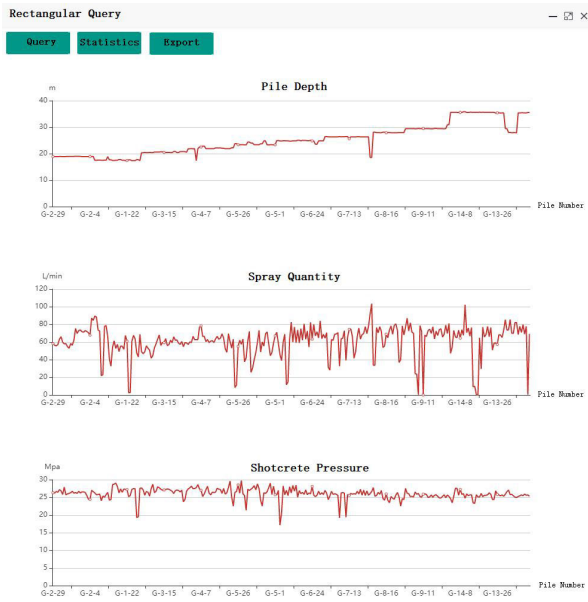 Rectangular Query
Query Statistics Export
Pile Depth
m
40
30
20
10
0
G-2-29 G-2-4 G-1-22 G-3-15 G-4-7 G-5-26 G-5-1 G-6-24 G-7-13 G-8-16 G-9-11 G-14-8 G-13-26
Pile Number
Spray Quantity
L/min
120
100
80
60
40
20
0
G-2-29 G-2-4 G-1-22 G-3-15 G-4-7 G-5-26 G-5-1 G-6-24 G-7-13 G-8-16 G-9-11 G-14-8 G-13-26
Pile Number
Shotcrete Pressure
Mpa
30
25
20
15
10
5
0
G-2-29 G-2-4 G-1-22 G-3-15 G-4-7 G-5-26 G-5-1 G-6-24 G-7-13 G-8-16 G-9-11 G-14-8 G-13-26
Pile Number